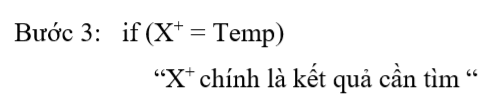 Bước 3: if (X⁺ = Temp)
“X⁺ chính là kết quả cần tìm “